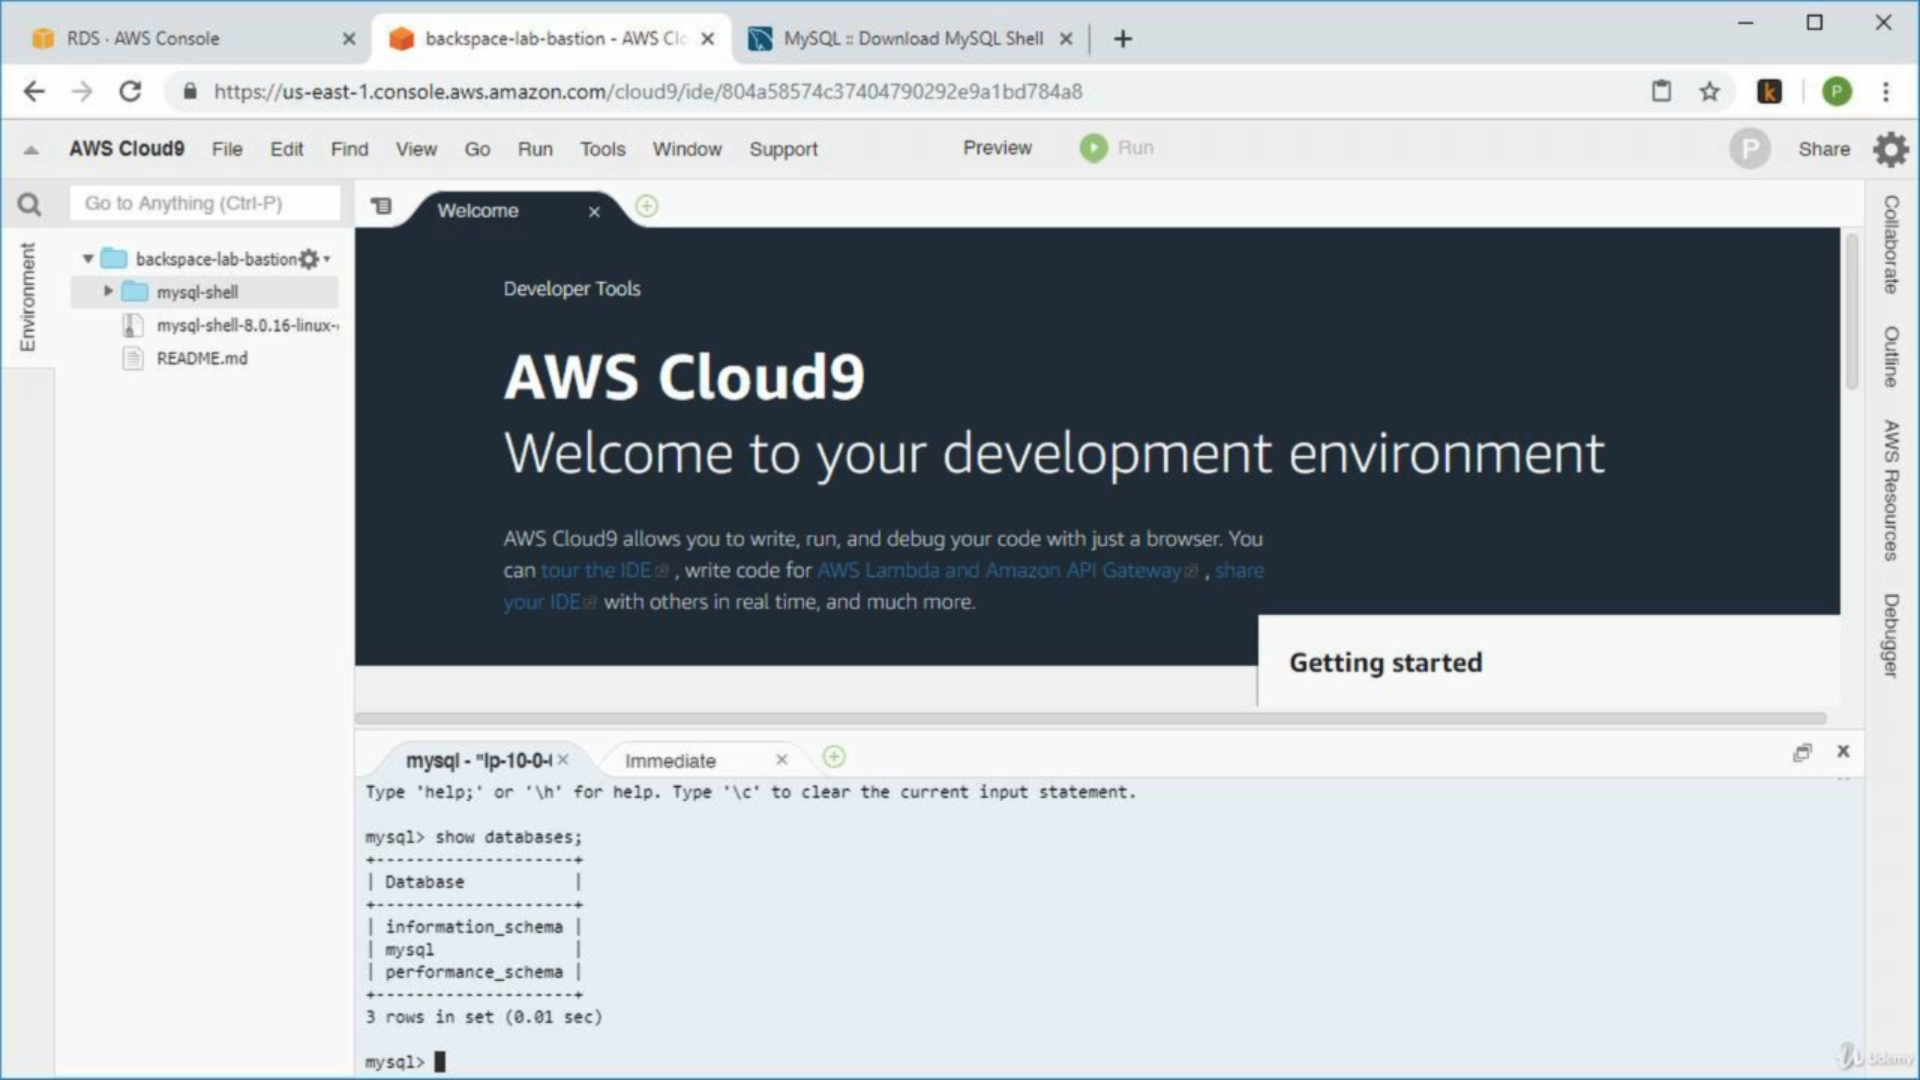 RDS · AWS Console
backspace-lab-bastion - AWS Clo
MySQL :: Download MySQL Shell
https://us-east-1.console.aws.amazon.com/cloud9/ide/804a58574c37404790292e9a1bd784a8
k
P
AWS Cloud9 File Edit Find View Go Run Tools Window Support Preview Run
P
Share
Go to Anything (Ctrl-P)
Welcome
Environment
backspace-lab-bastion
mysql-shell
mysql-shell-8.0.16-linux-
README.md
Developer Tools
AWS Cloud9
Welcome to your development environment
AWS Cloud9 allows you to write, run, and debug your code with just a browser. You
can tour the IDE , write code for AWS Lambda and Amazon API Gateway , share
your IDE with others in real time, and much more.
Getting started
Collaborate
Outline
AWS Resources
Debugger
mysql - "ip-10-0-
Immediate
Type 'help;' or '\h' for help. Type '\c' to clear the current input statement.
mysql> show databases;
+--------------------+
| Database           |
+--------------------+
| information_schema |
| mysql              |
| performance_schema |
+--------------------+
3 rows in set (0.01 sec)
mysql>
Udemy